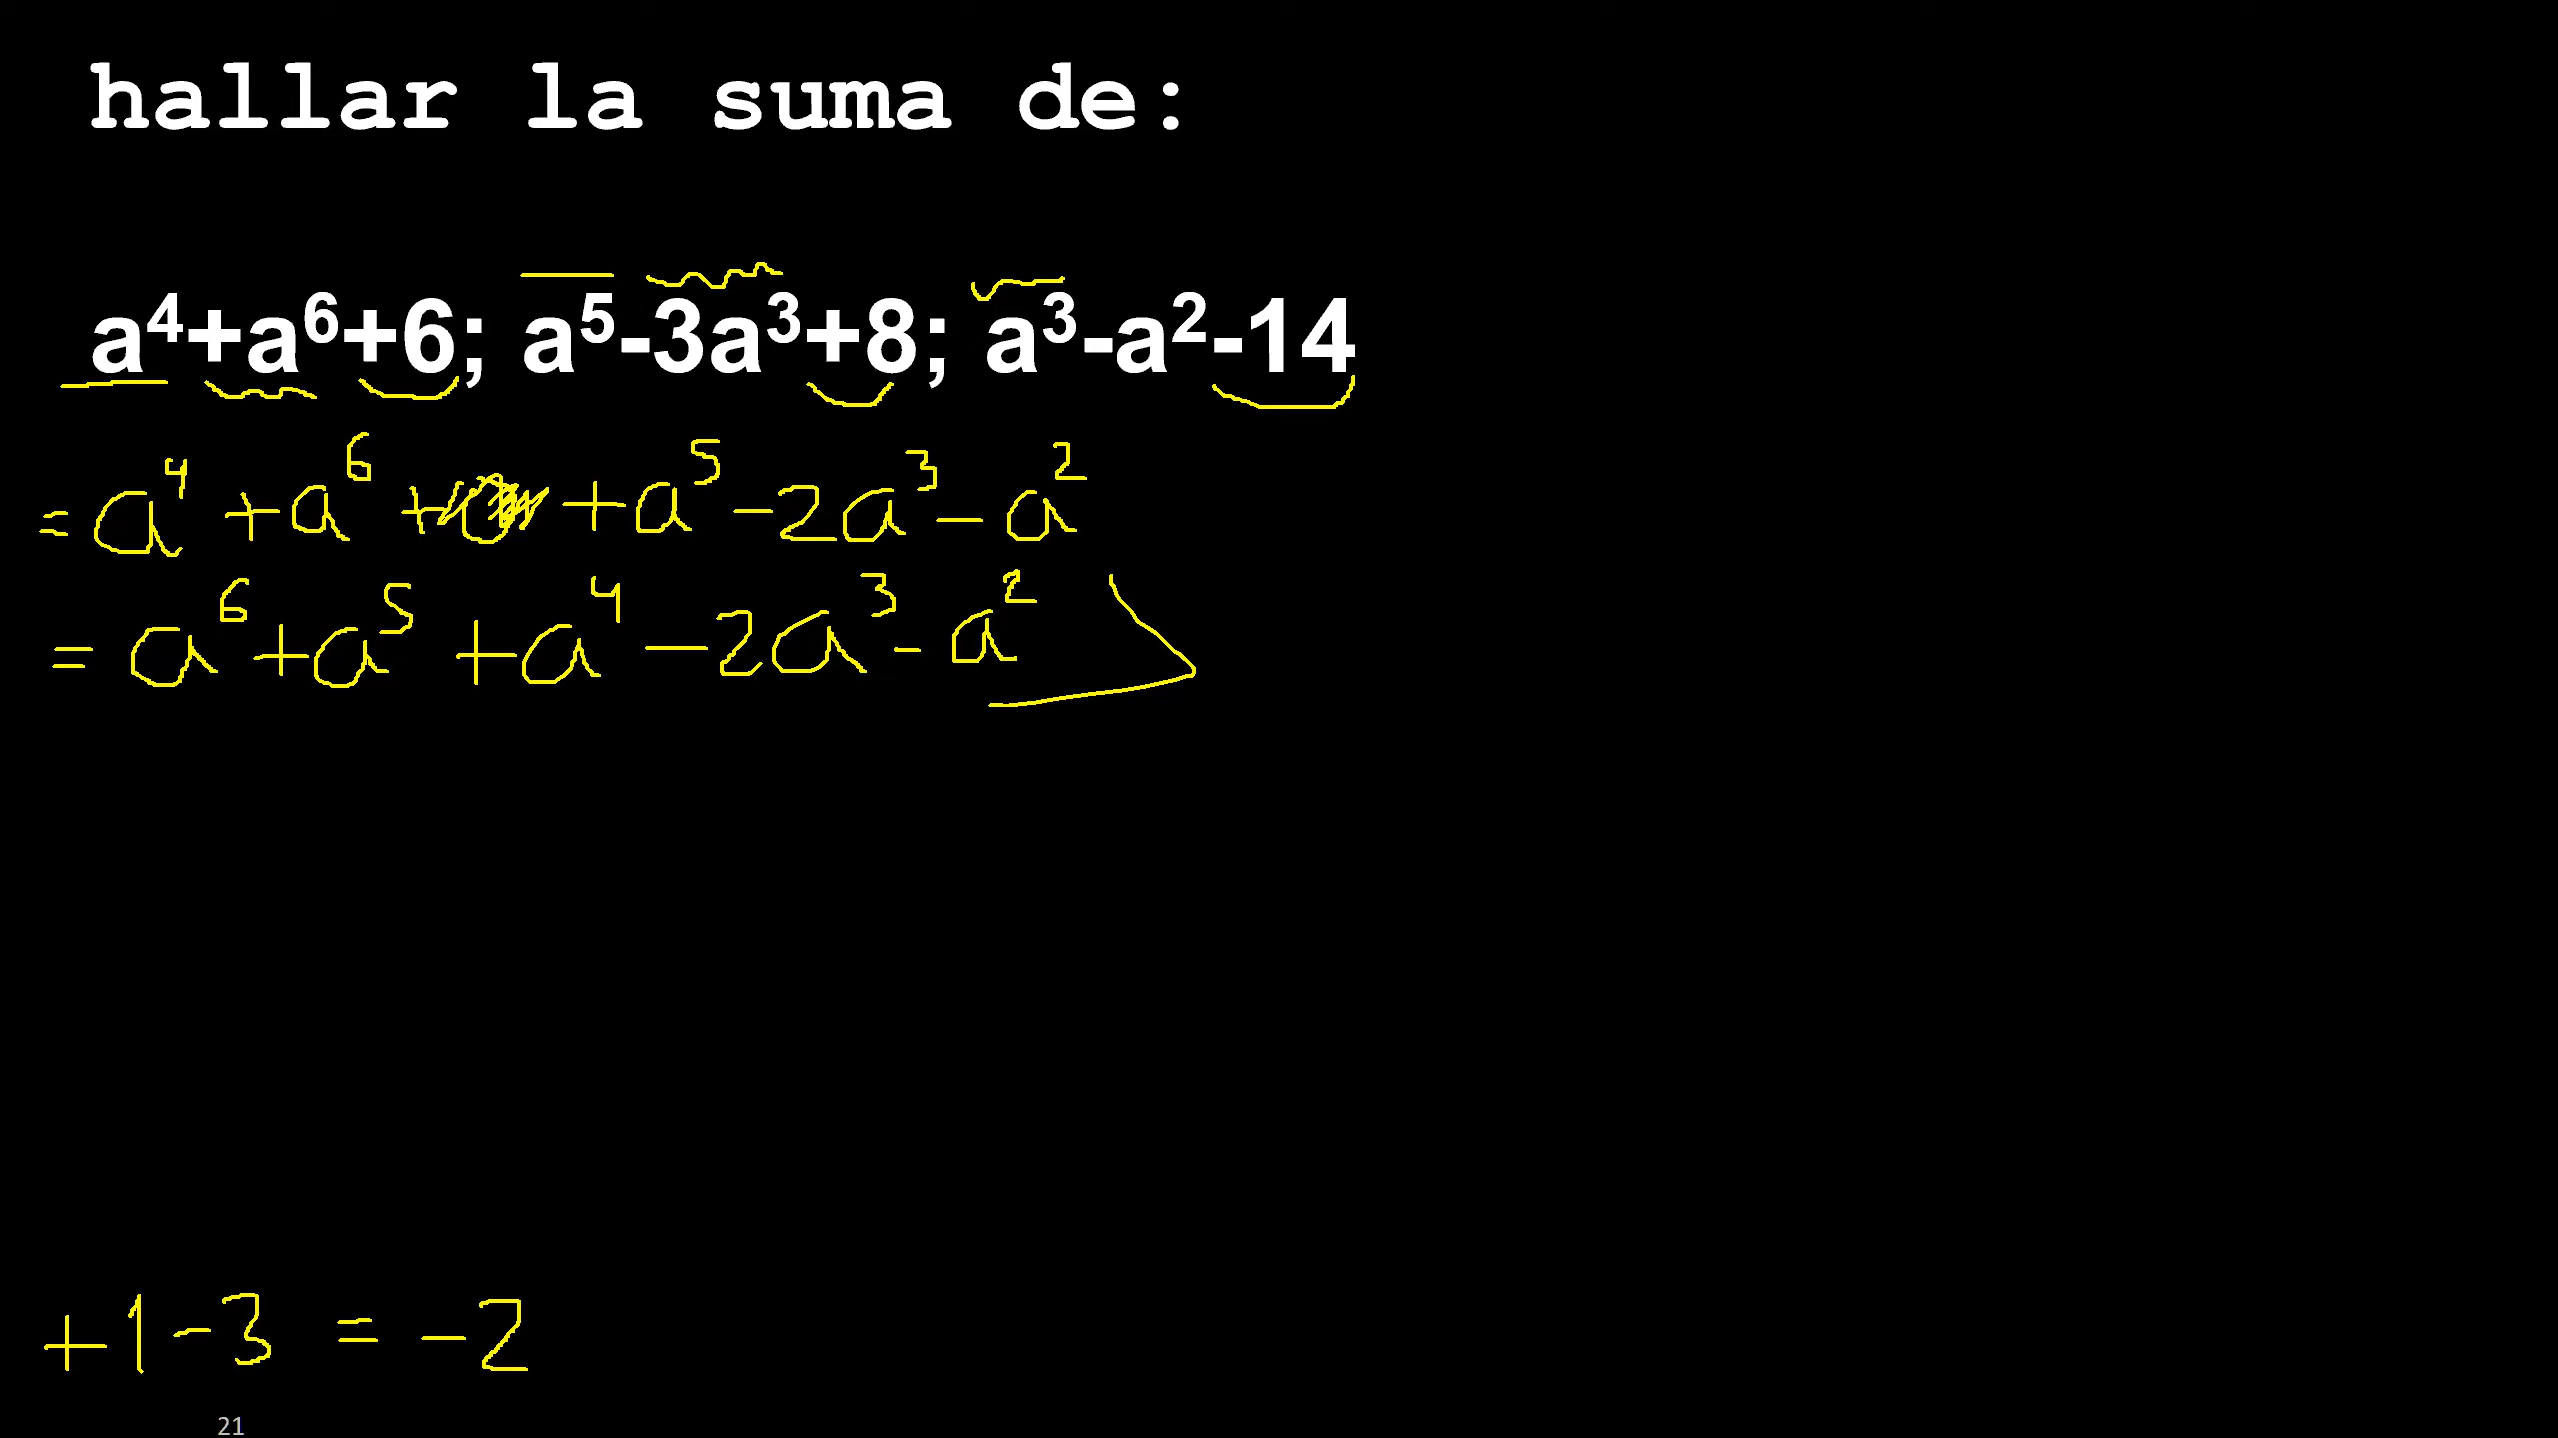 hallar la suma de:
a⁴+a⁶+6; a⁵-3a³+8; a³-a²-14
= a⁴ + a⁶ + + a⁵ - 2a³ - a²
= a⁶ + a⁵ + a⁴ - 2a³ - a²
+1-3 = -2
21